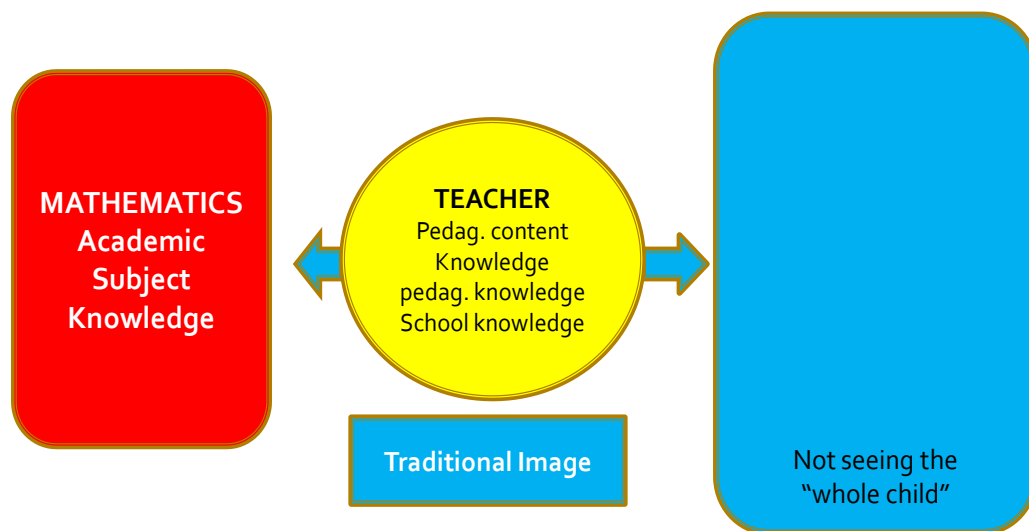 MATHEMATICS
Academic
Subject
Knowledge
TEACHER
Pedag. content
Knowledge
pedag. knowledge
School knowledge
Traditional Image
Not seeing the
“whole child”